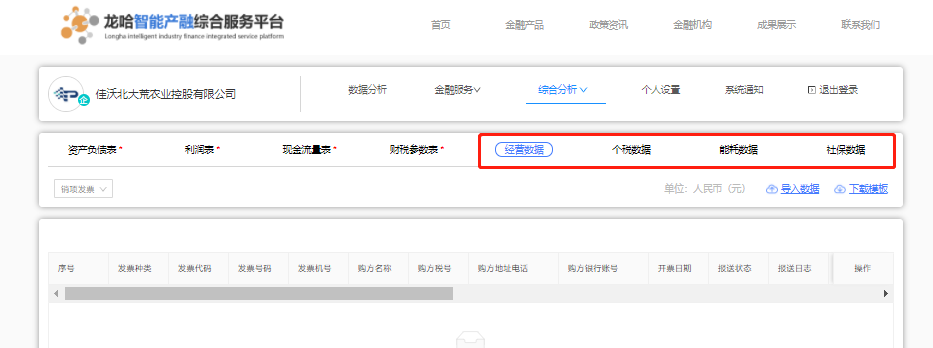 龙哈智能产融综合服务平台
Longha intelligent industry finance integrated service platform
首页 金融产品 政策资讯 金融机构 成果展示 联系我们
企
佳沃北大荒农业控股有限公司 数据分析 金融服务 综合分析 个人设置 系统通知 退出登录
资产负债表* 利润表* 现金流量表* 财税参数表* 经营数据 个税数据 能耗数据 社保数据
销项发票 单位：人民币（元） 导入数据 下载模板
序号 发票种类 发票代码 发票号码 发票机号 购方名称 购方税号 购方地址电话 购方银行账号 开票日期 报送状态 报送日志 操作